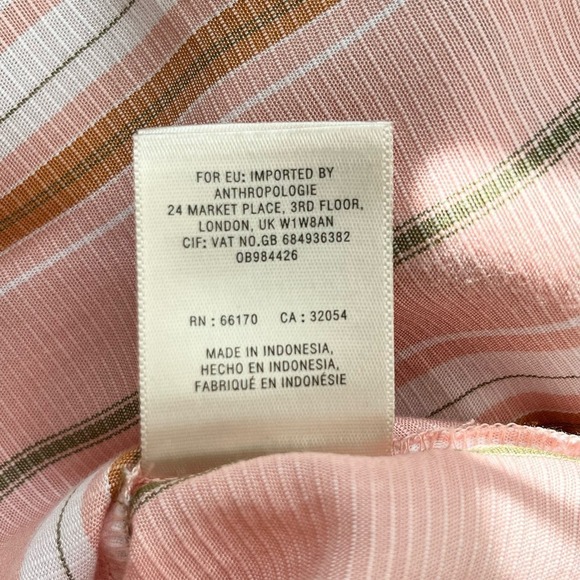 FOR EU: IMPORTED BY
ANTHROPOLOGIE
24 MARKET PLACE, 3RD FLOOR,
LONDON, UK W1W8AN
CIF: VAT NO.GB 684936382
OB984426
RN : 66170 CA : 32054
MADE IN INDONESIA,
HECHO EN INDONESIA,
FABRIQUÉ EN INDONÉSIE